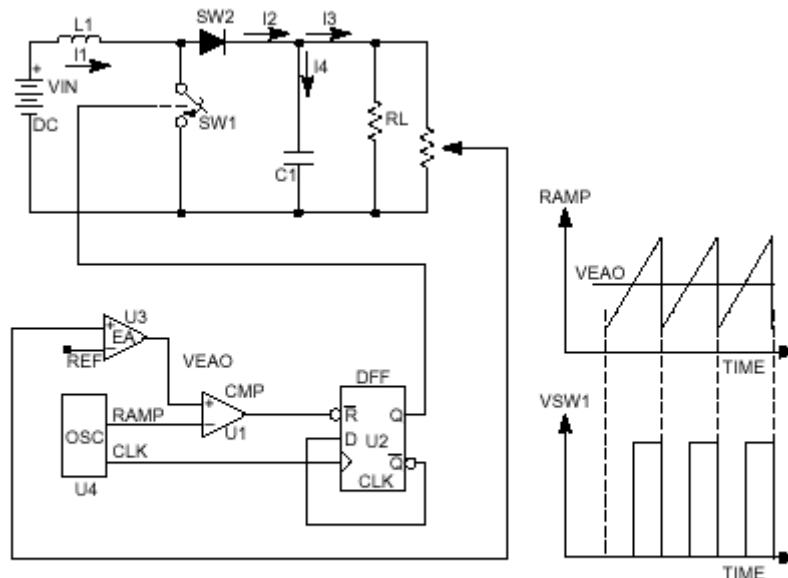 SW2
L1
I2
I3
I1
I4
VIN
SW1
RL
DC
C1
RAMP
VEAO
TIME
U3
EA
REF
VEAO
CMP
DFF
R
Q
RAMP
D
U2
OSC
U1
CLK
Q
CLK
U4
VSW1
TIME
+
+
−
+
−